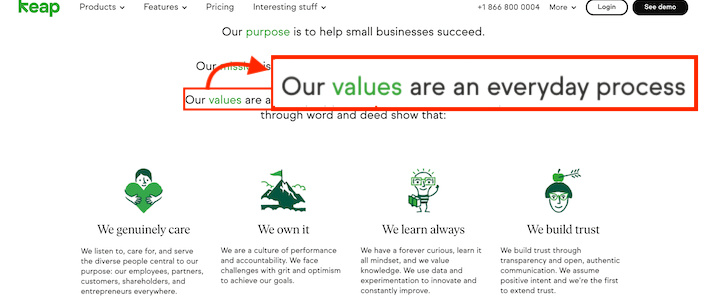 keap Products Features Pricing Interesting stuff +1 866 800 0004 More Login See demo
Our purpose is to help small businesses succeed.
Our mission is
Our values are an everyday process
Our values are a
through word and deed show that:
We genuinely care
We listen to, care for, and serve
the diverse people central to our
purpose: our employees, partners,
customers, shareholders, and
entrepreneurs everywhere.
We own it
We are a culture of performance
and accountability. We face
challenges with grit and optimism
to achieve our goals.
We learn always
We have a forever curious, learn it
all mindset, and we value
knowledge. We use data and
experimentation to innovate and
constantly improve.
We build trust
We build trust through
transparency and open, authentic
communication. We assume
positive intent and we're the first
to extend trust.